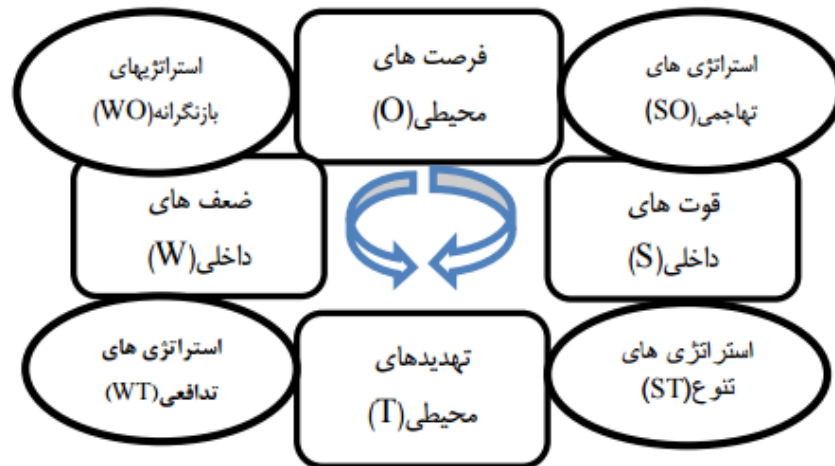 استراتژی های
تهاجمی(SO)
فرصت های
محیطی(O)
استراتژیهای
بازنگرانه(WO)
قوت های
داخلی(S)
ضعف های
داخلی(W)
استراتژی های
تنوع(ST)
تهدیدهای
محیطی(T)
استراتژی های
تدافعی(WT)